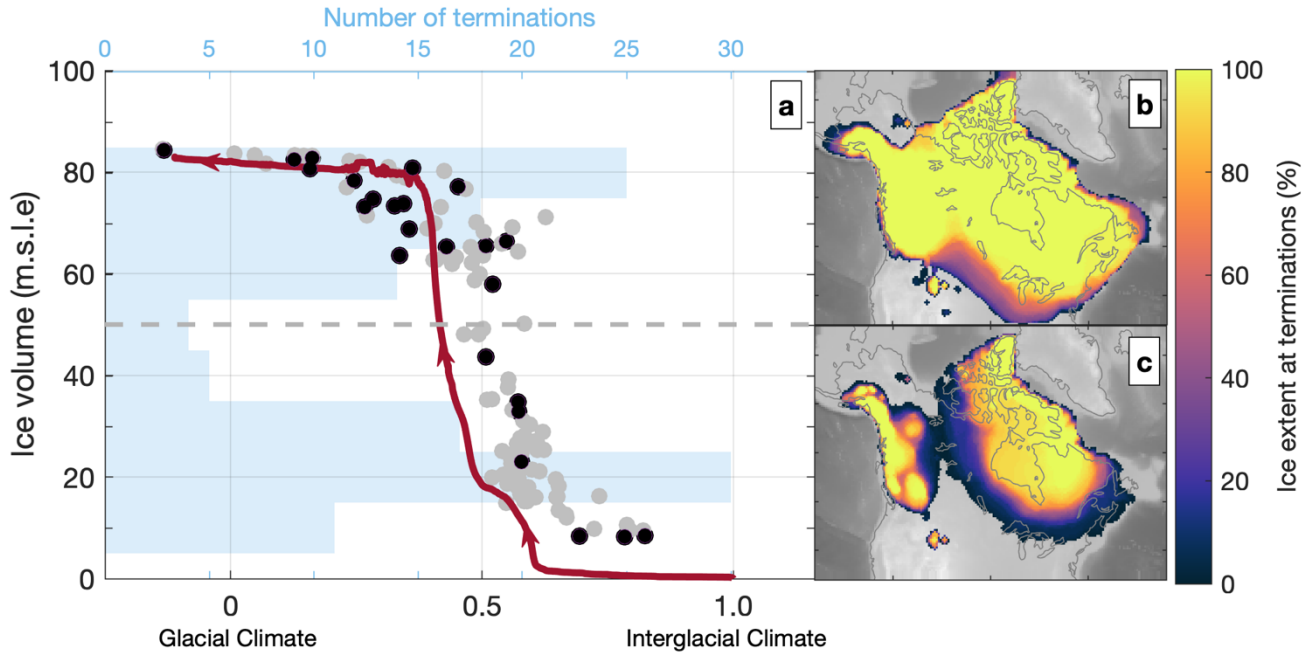 Number of terminations
0 5 10 15 20 25 30
100
80
60
40
20
0
Ice volume (m.s.l.e)
0 0.5 1.0
Glacial Climate Interglacial Climate
a
b
c
100
80
60
40
20
0
Ice extent at terminations (%)